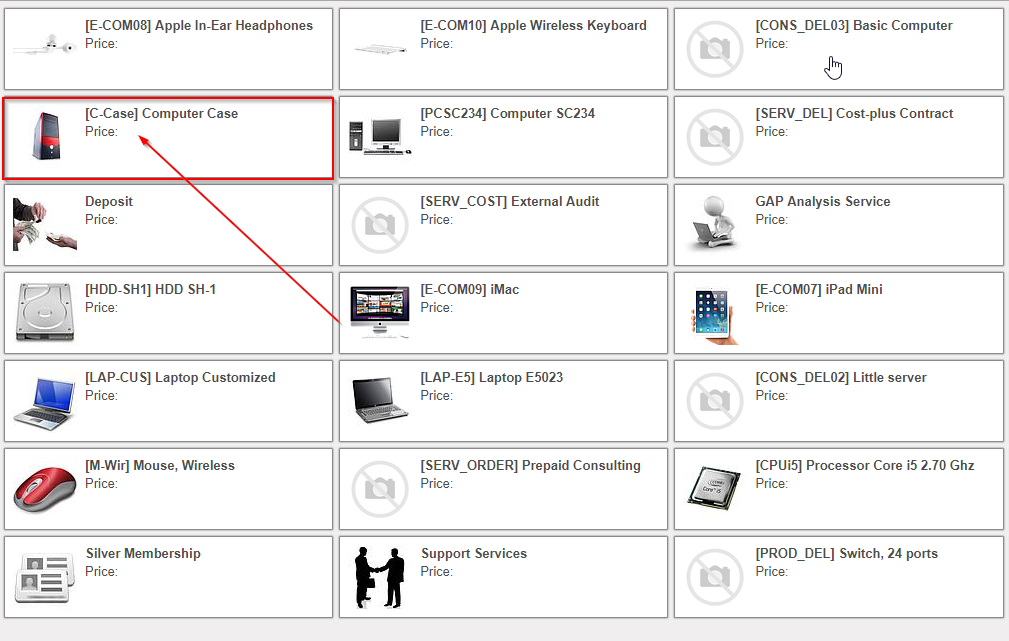 [E-COM08] Apple In-Ear Headphones
Price:
[E-COM10] Apple Wireless Keyboard
Price:
[CONS_DEL03] Basic Computer
Price:
[C-Case] Computer Case
Price:
[PCSC234] Computer SC234
Price:
[SERV_DEL] Cost-plus Contract
Price:
Deposit
Price:
[SERV_COST] External Audit
Price:
GAP Analysis Service
Price:
[HDD-SH1] HDD SH-1
Price:
[E-COM09] iMac
Price:
[E-COM07] iPad Mini
Price:
[LAP-CUS] Laptop Customized
Price:
[LAP-E5] Laptop E5023
Price:
[CONS_DEL02] Little server
Price:
[M-Wir] Mouse, Wireless
Price:
[SERV_ORDER] Prepaid Consulting
Price:
[CPUi5] Processor Core i5 2.70 Ghz
Price:
Core i5
Silver Membership
Price:
Support Services
Price:
[PROD_DEL] Switch, 24 ports
Price: